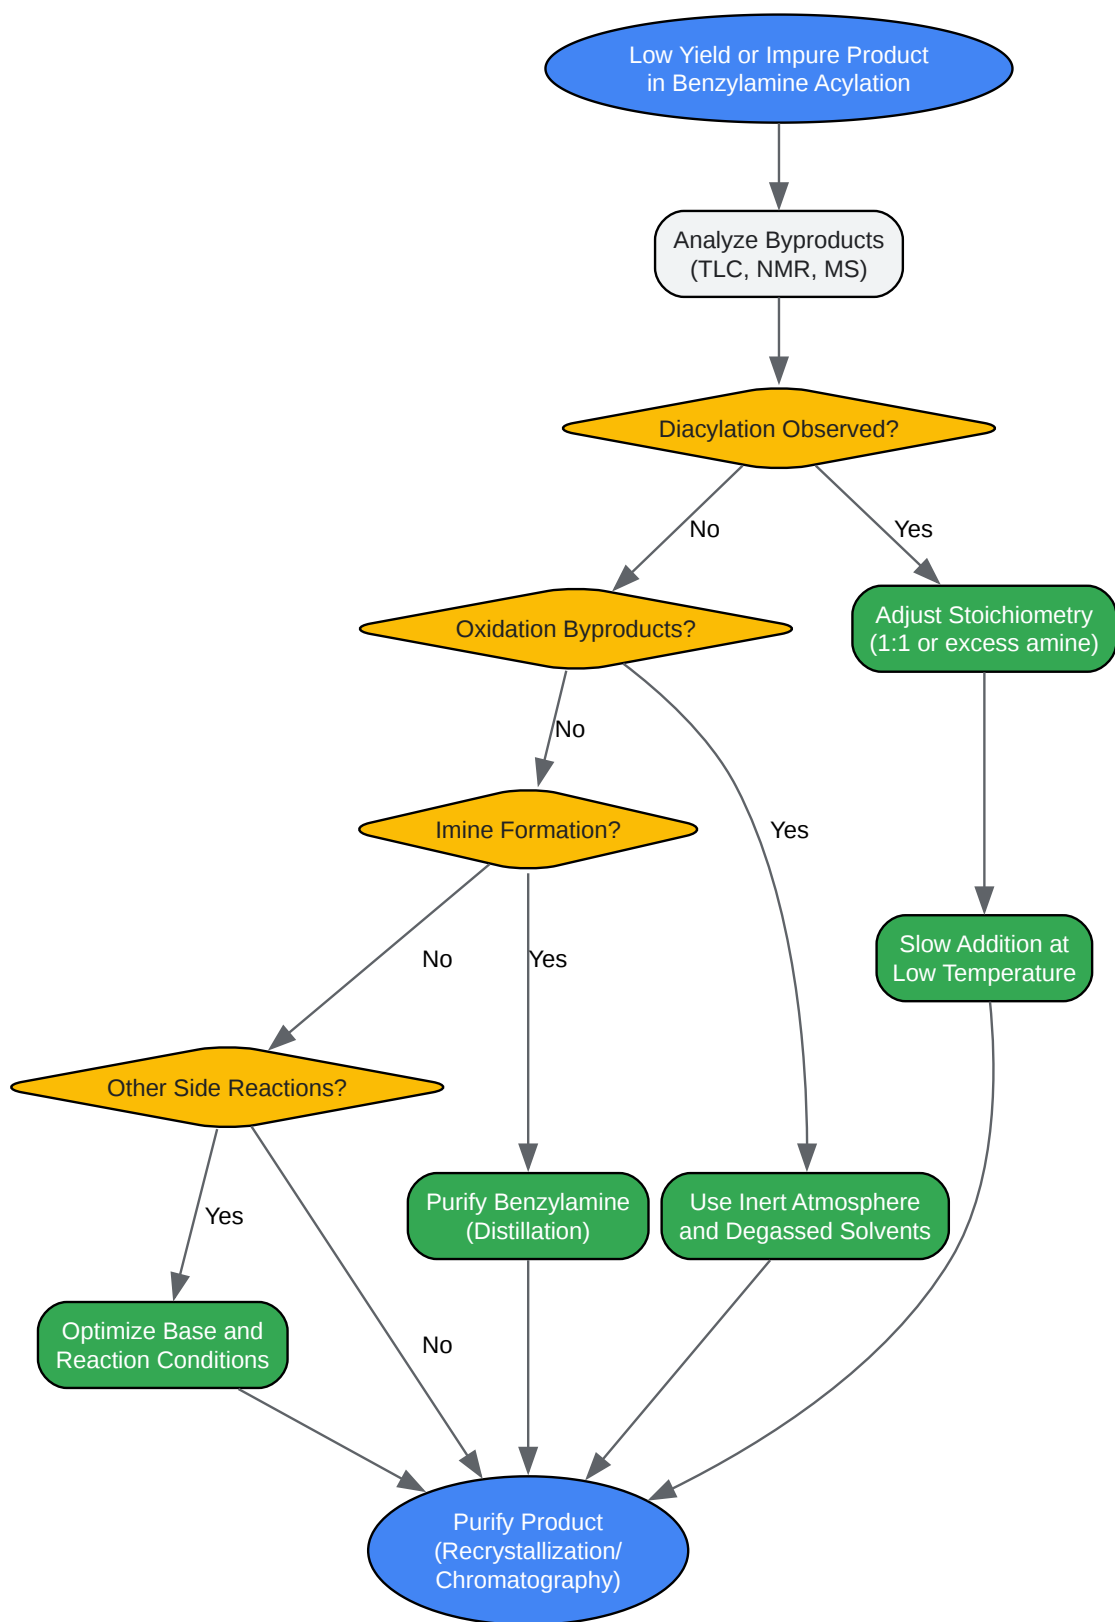 Low Yield or Impure Product
in Benzylamine Acylation
Analyze Byproducts
(TLC, NMR, MS)
Diacylation Observed?
No
Yes
Oxidation Byproducts?
Adjust Stoichiometry
(1:1 or excess amine)
No
Imine Formation?
Yes
No
Yes
Slow Addition at
Low Temperature
Other Side Reactions?
Yes
Purify Benzylamine
(Distillation)
Use Inert Atmosphere
and Degassed Solvents
Optimize Base and
Reaction Conditions
No
Purify Product
(Recrystallization/
Chromatography)